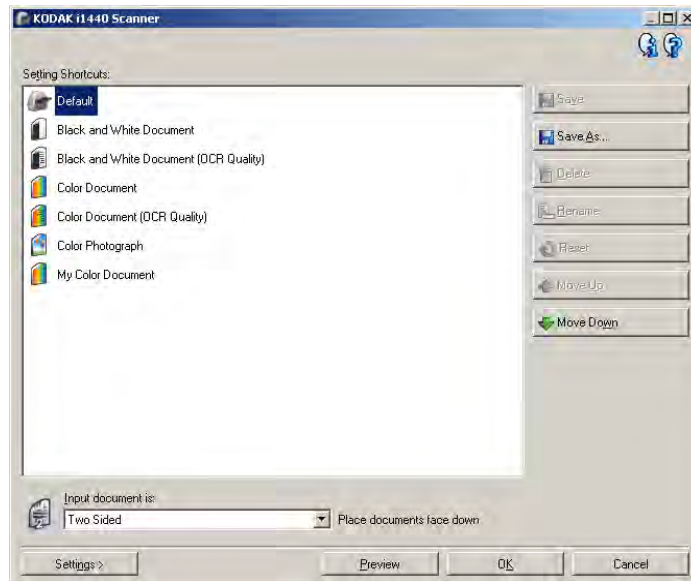 KODAK i1440 Scanner
Setting Shortcuts:
Default
Black and White Document
Black and White Document (OCR Quality)
Color Document
Color Document (OCR Quality)
Color Photograph
My Color Document
Save
Save As...
Delete
Rename
Reset
Move Up
Move Down
Input document is:
Two Sided
Place documents face down
Settings >
Preview
OK
Cancel